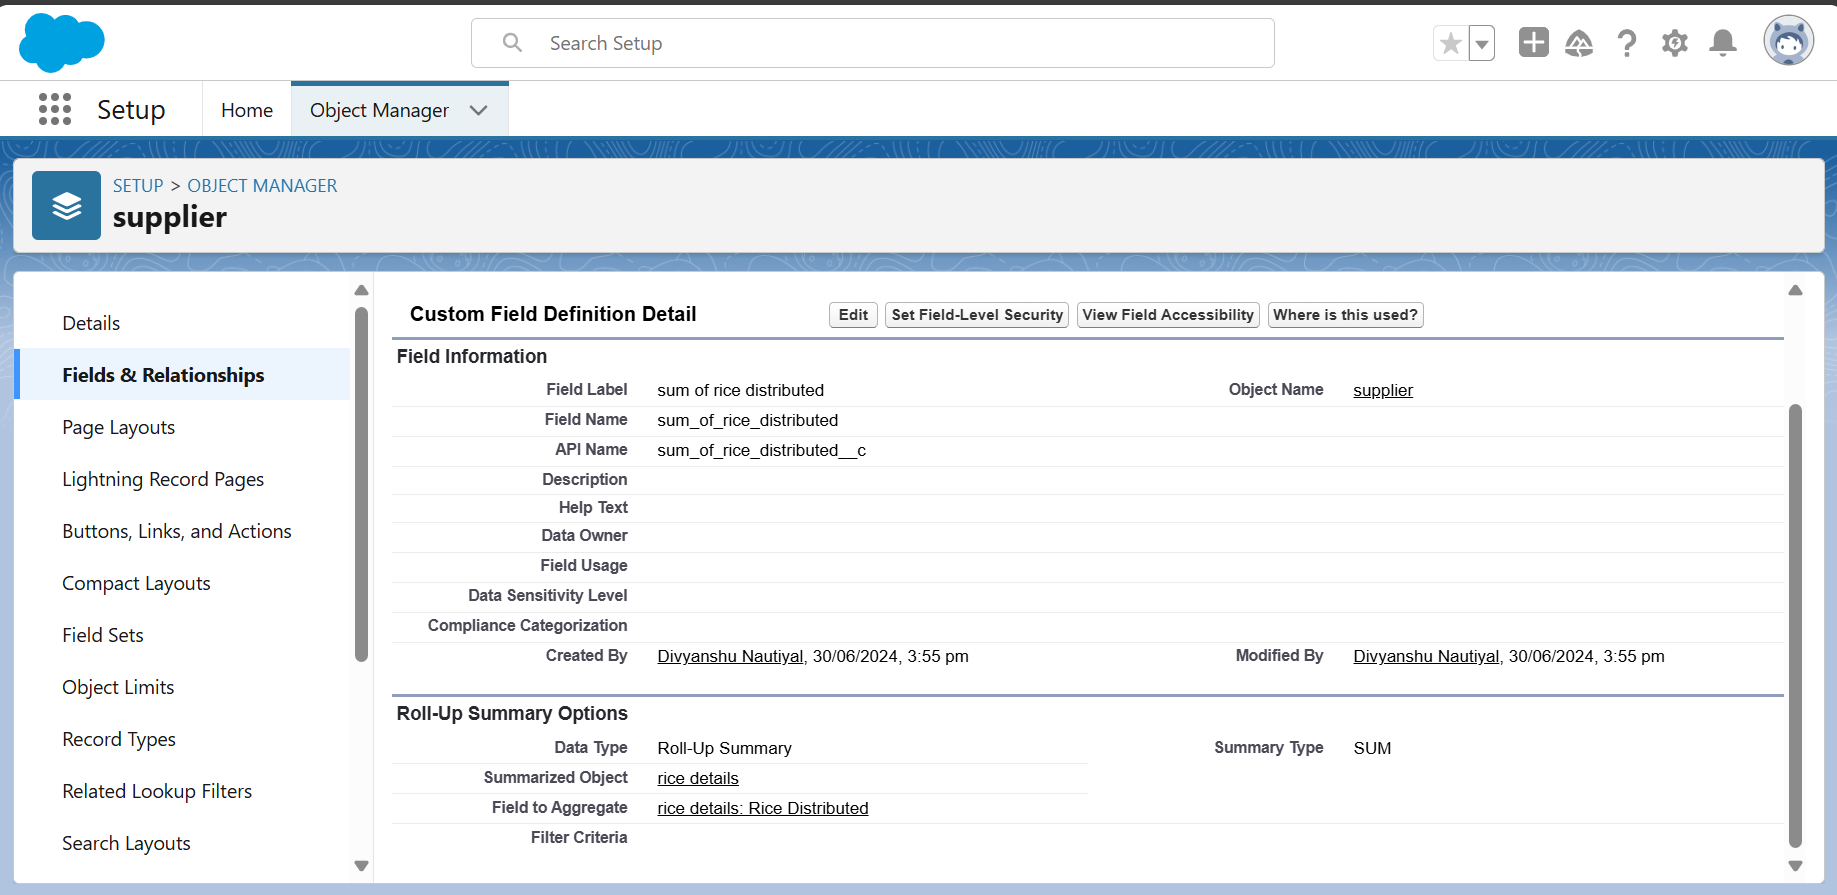 Search Setup
Setup
Home
Object Manager
SETUP > OBJECT MANAGER
supplier
Details
Fields & Relationships
Page Layouts
Lightning Record Pages
Buttons, Links, and Actions
Compact Layouts
Field Sets
Object Limits
Record Types
Related Lookup Filters
Search Layouts
Custom Field Definition Detail
Edit
Set Field-Level Security
View Field Accessibility
Where is this used?
Field Information
Field Label sum of rice distributed
Object Name supplier
Field Name sum_of_rice_distributed
API Name sum_of_rice_distributed__c
Description
Help Text
Data Owner
Field Usage
Data Sensitivity Level
Compliance Categorization
Created By Divyanshu Nautiyal, 30/06/2024, 3:55 pm
Modified By Divyanshu Nautiyal, 30/06/2024, 3:55 pm
Roll-Up Summary Options
Data Type Roll-Up Summary
Summary Type SUM
Summarized Object rice details
Field to Aggregate rice details: Rice Distributed
Filter Criteria